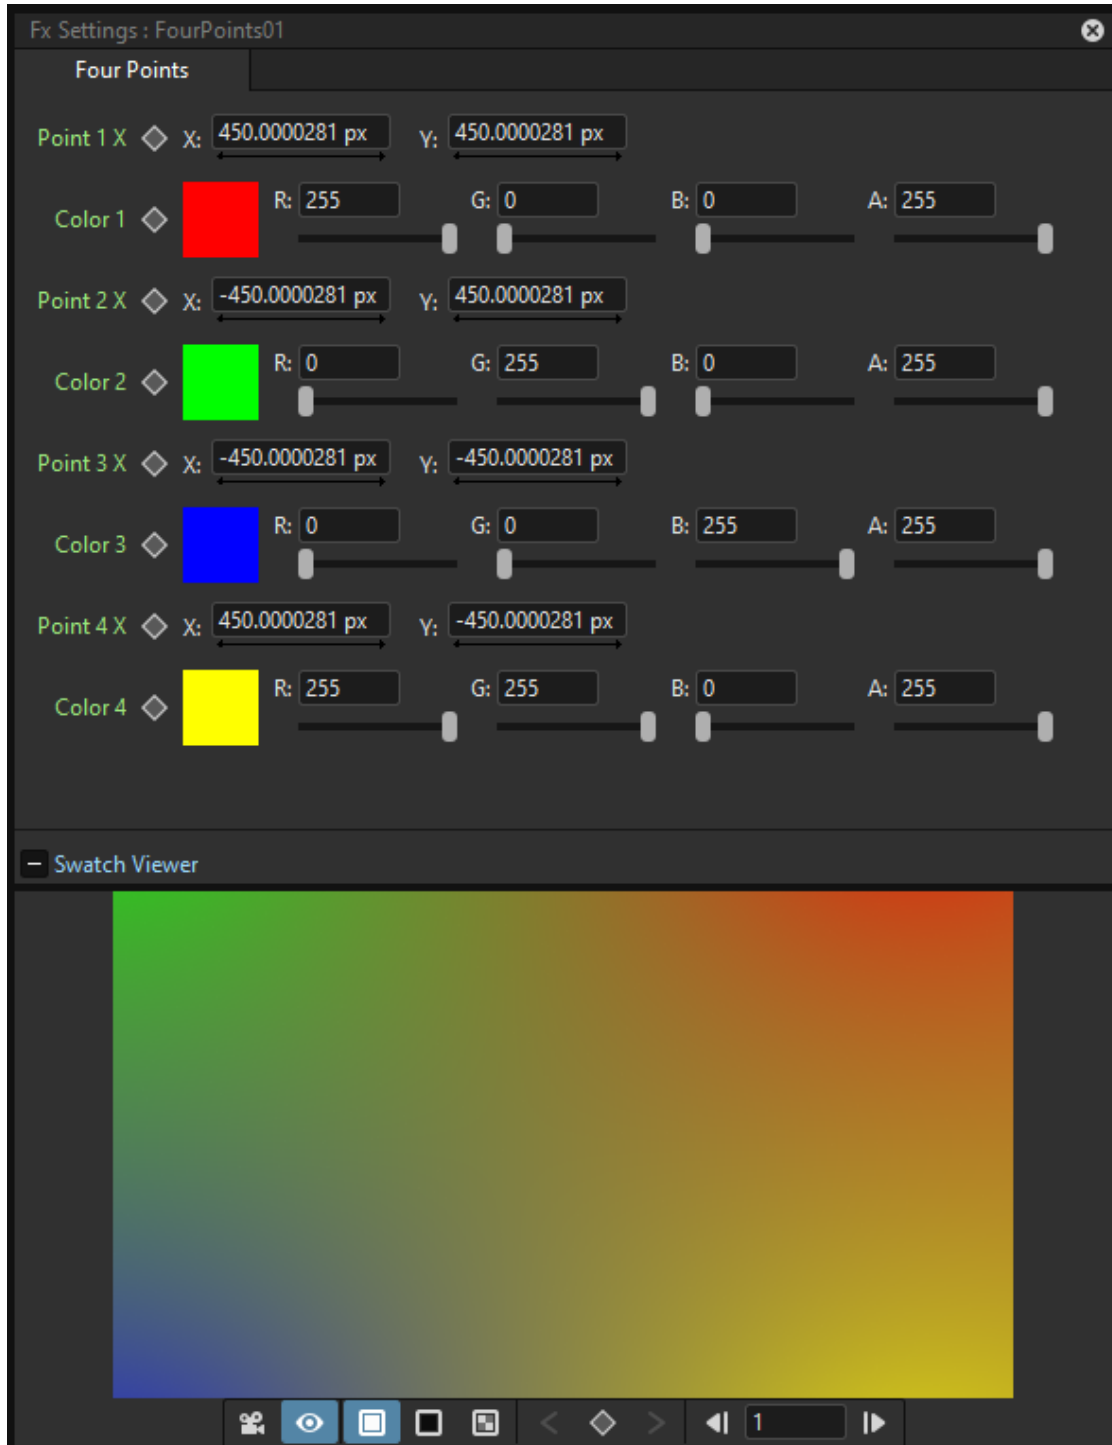 Fx Settings : FourPoints01
Four Points
Point 1 X X: 450.0000281 px Y: 450.0000281 px
Color 1 R: 255 G: 0 B: 0 A: 255
Point 2 X X: -450.0000281 px Y: 450.0000281 px
Color 2 R: 0 G: 255 B: 0 A: 255
Point 3 X X: -450.0000281 px Y: -450.0000281 px
Color 3 R: 0 G: 0 B: 255 A: 255
Point 4 X X: 450.0000281 px Y: -450.0000281 px
Color 4 R: 255 G: 255 B: 0 A: 255
Swatch Viewer
1